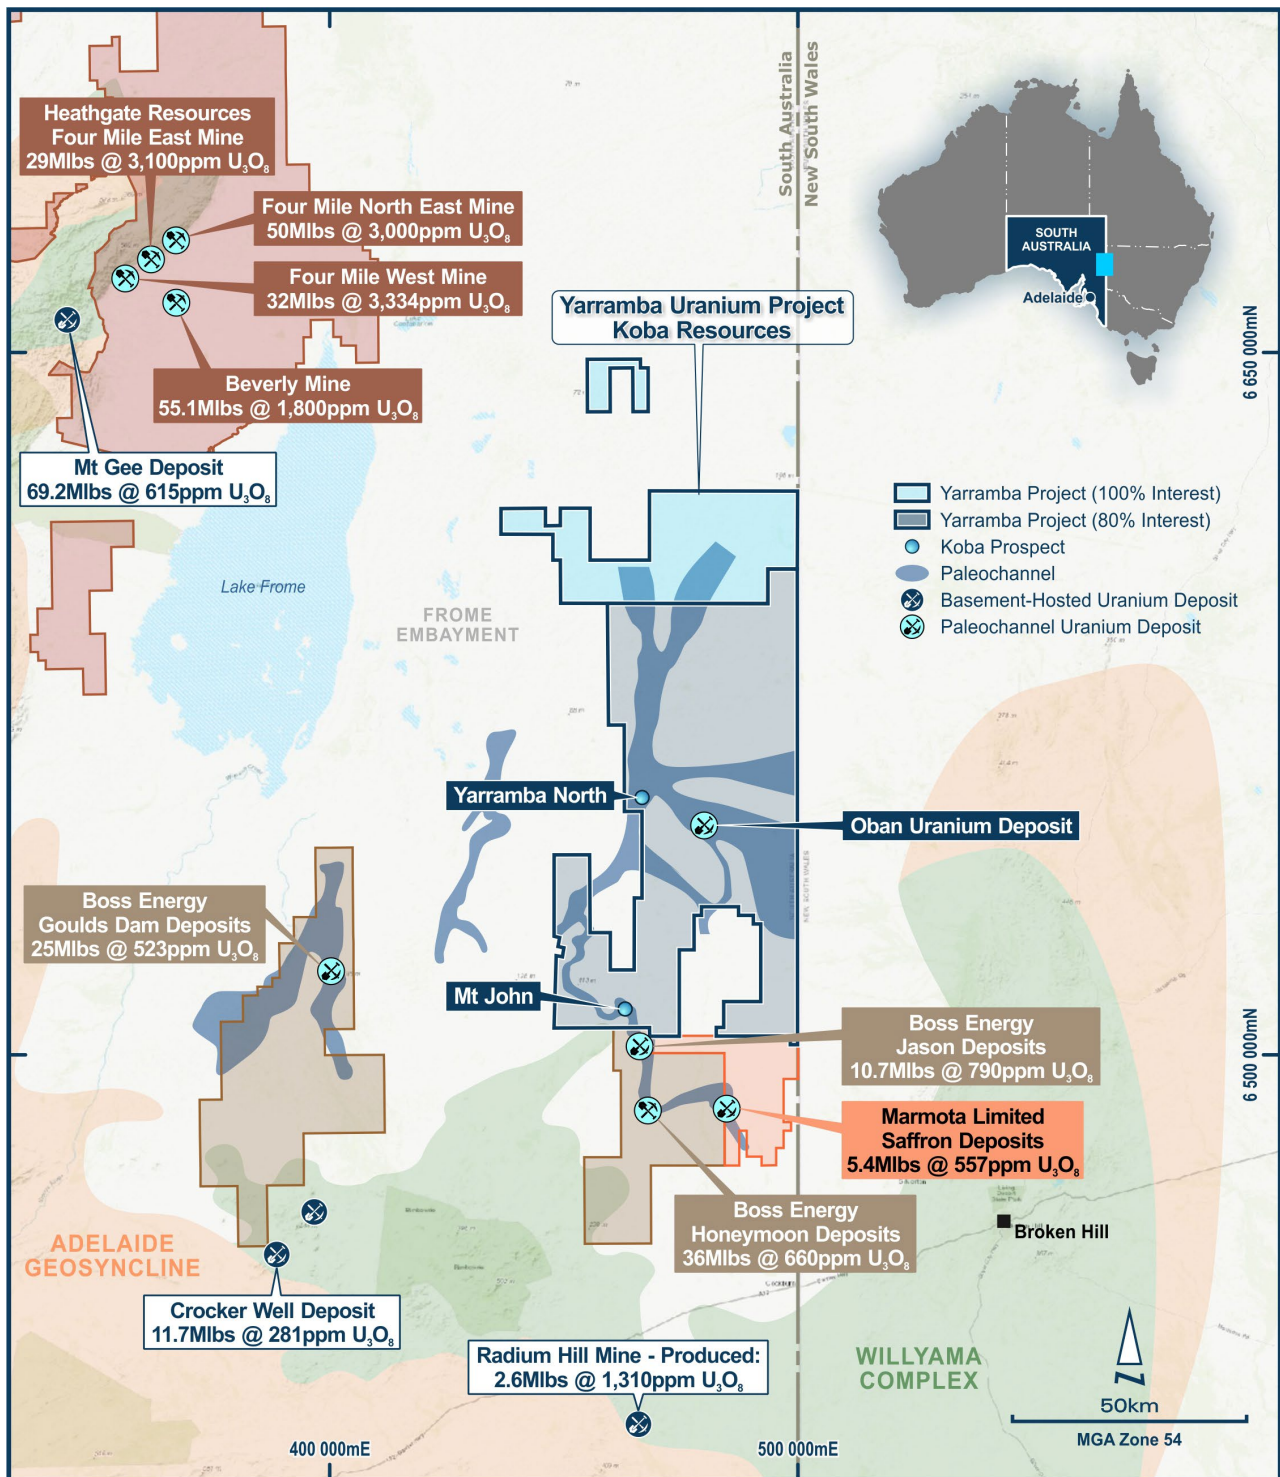 South Australia
New South Wales
Heathgate Resources
Four Mile East Mine
29Mlbs @ 3,100ppm U₃O₈
Four Mile North East Mine
50Mlbs @ 3,000ppm U₃O₈
Four Mile West Mine
32Mlbs @ 3,334ppm U₃O₈
Beverly Mine
55.1Mlbs @ 1,800ppm U₃O₈
Mt Gee Deposit
69.2Mlbs @ 615ppm U₃O₈
Yarramba Uranium Project
Koba Resources
SOUTH
AUSTRALIA
Adelaide
6 650 000mN
Yarramba Project (100% Interest)
Yarramba Project (80% Interest)
Koba Prospect
Paleochannel
Basement-Hosted Uranium Deposit
Paleochannel Uranium Deposit
Lake Frome
FROME
EMBAYMENT
Yarramba North
Oban Uranium Deposit
NEW SOUTH WALES
Boss Energy
Goulds Dam Deposits
25Mlbs @ 523ppm U₃O₈
Mt John
Boss Energy
Jason Deposits
10.7Mlbs @ 790ppm U₃O₈
6 500 000mN
Marmota Limited
Saffron Deposits
5.4Mlbs @ 557ppm U₃O₈
Boss Energy
Honeymoon Deposits
36Mlbs @ 660ppm U₃O₈
Broken Hill
ADELAIDE
GEOSYNCLINE
Crocker Well Deposit
11.7Mlbs @ 281ppm U₃O₈
Radium Hill Mine - Produced:
2.6Mlbs @ 1,310ppm U₃O₈
WILLYAMA
COMPLEX
N
50km
MGA Zone 54
400 000mE
500 000mE